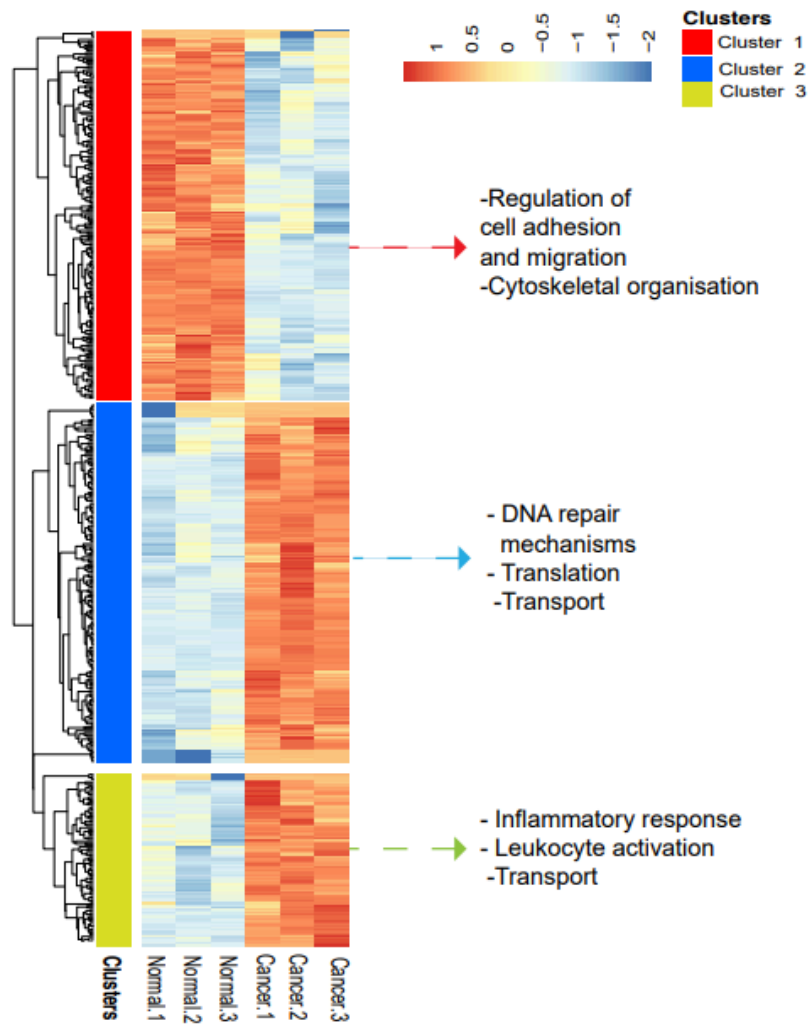 1
0.5
0
-0.5
-1
-1.5
-2
Clusters
Cluster 1
Cluster 2
Cluster 3
-Regulation of
cell adhesion
and migration
-Cytoskeletal organisation
- DNA repair
mechanisms
- Translation
-Transport
- Inflammatory response
- Leukocyte activation
-Transport
Clusters
Normal.1
Normal.2
Normal.3
Cancer.1
Cancer.2
Cancer.3